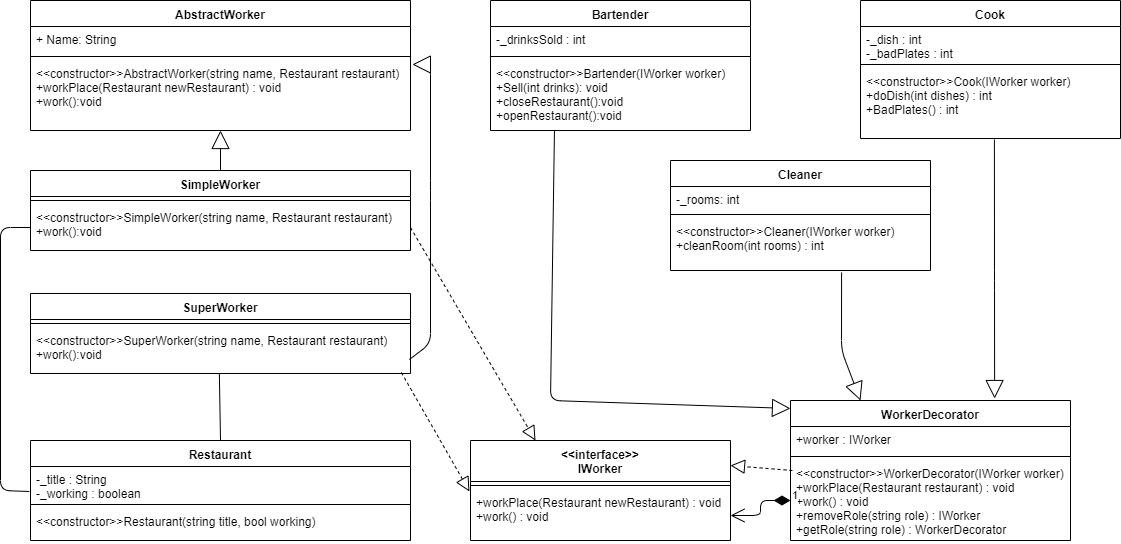 AbstractWorker
+ Name: String
<<constructor>>AbstractWorker(string name, Restaurant restaurant)
+workPlace(Restaurant newRestaurant) : void
+work():void
Bartender
-_drinksSold : int
<<constructor>>Bartender(IWorker worker)
+Sell(int drinks): void
+closeRestaurant():void
+openRestaurant():void
Cook
-_dish : int
-_badPlates : int
<<constructor>>Cook(IWorker worker)
+doDish(int dishes) : int
+BadPlates() : int
SimpleWorker
<<constructor>>SimpleWorker(string name, Restaurant restaurant)
+work():void
Cleaner
-_rooms: int
<<constructor>>Cleaner(IWorker worker)
+cleanRoom(int rooms) : int
SuperWorker
<<constructor>>SuperWorker(string name, Restaurant restaurant)
+work():void
Restaurant
-_title : String
-_working : boolean
<<constructor>>Restaurant(string title, bool working)
<<interface>>
IWorker
+workPlace(Restaurant newRestaurant) : void
+work() : void
WorkerDecorator
+worker : IWorker
<<constructor>>WorkerDecorator(IWorker worker)
+workPlace(Restaurant restaurant) : void
1
+work() : void
+removeRole(string role) : IWorker
+getRole(string role) : WorkerDecorator